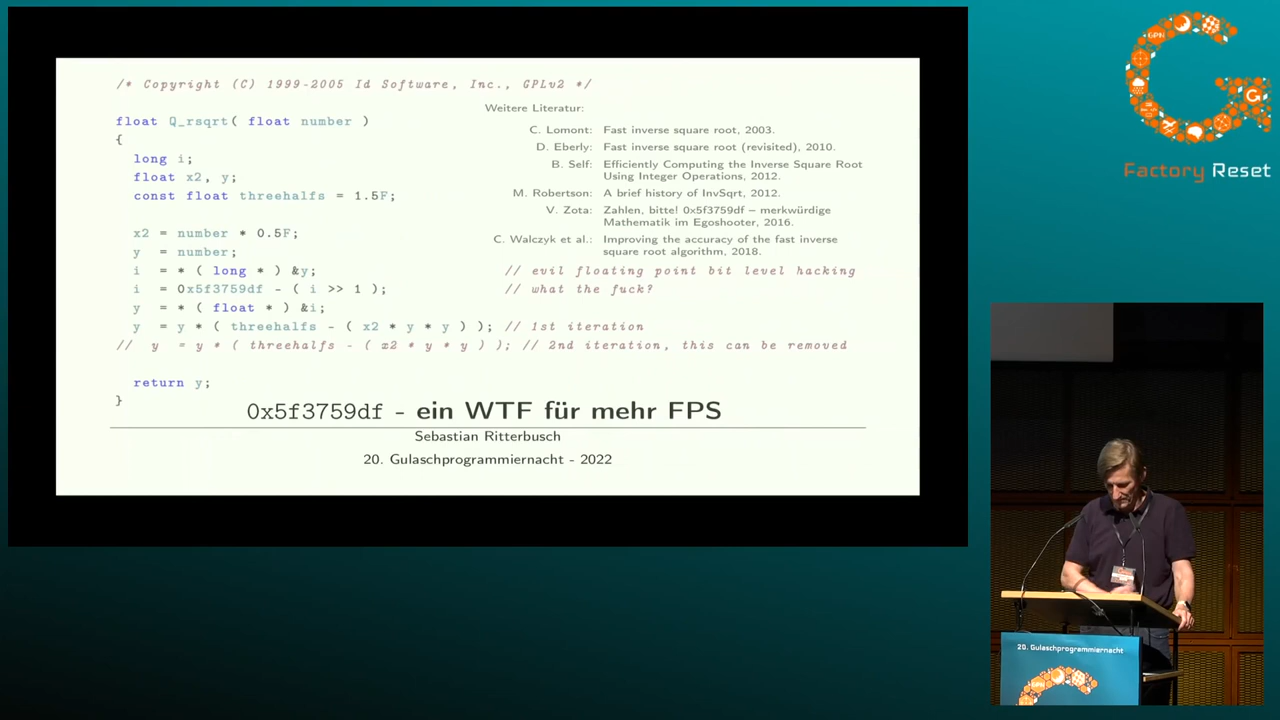 /* Copyright (C) 1999-2005 Id Software, Inc., GPLv2 */
float Q_rsqrt( float number )
{
long i;
float x2, y;
const float threehalfs = 1.5F;
x2 = number * 0.5F;
y = number;
i = * ( long * ) &y; // evil floating point bit level hacking
i = 0x5f3759df - ( i >> 1 ); // what the fuck?
y = * ( float * ) &i;
y = y * ( threehalfs - ( x2 * y * y ) ); // 1st iteration
// y = y * ( threehalfs - ( x2 * y * y ) ); // 2nd iteration, this can be removed
return y;
}
Weitere Literatur:
C. Lomont: Fast inverse square root, 2003.
D. Eberly: Fast inverse square root (revisited), 2010.
B. Self: Efficiently Computing the Inverse Square Root
Using Integer Operations, 2012.
M. Robertson: A brief history of InvSqrt, 2012.
V. Zota: Zahlen, bitte! 0x5f3759df – merkwürdige
Mathematik im Egoshooter, 2016.
C. Walczyk et al.: Improving the accuracy of the fast inverse
square root algorithm, 2018.
0x5f3759df - ein WTF für mehr FPS
Sebastian Ritterbusch
20. Gulaschprogrammiernacht - 2022
GPN
G
Factory Reset
20. Gulaschprogrammiernacht